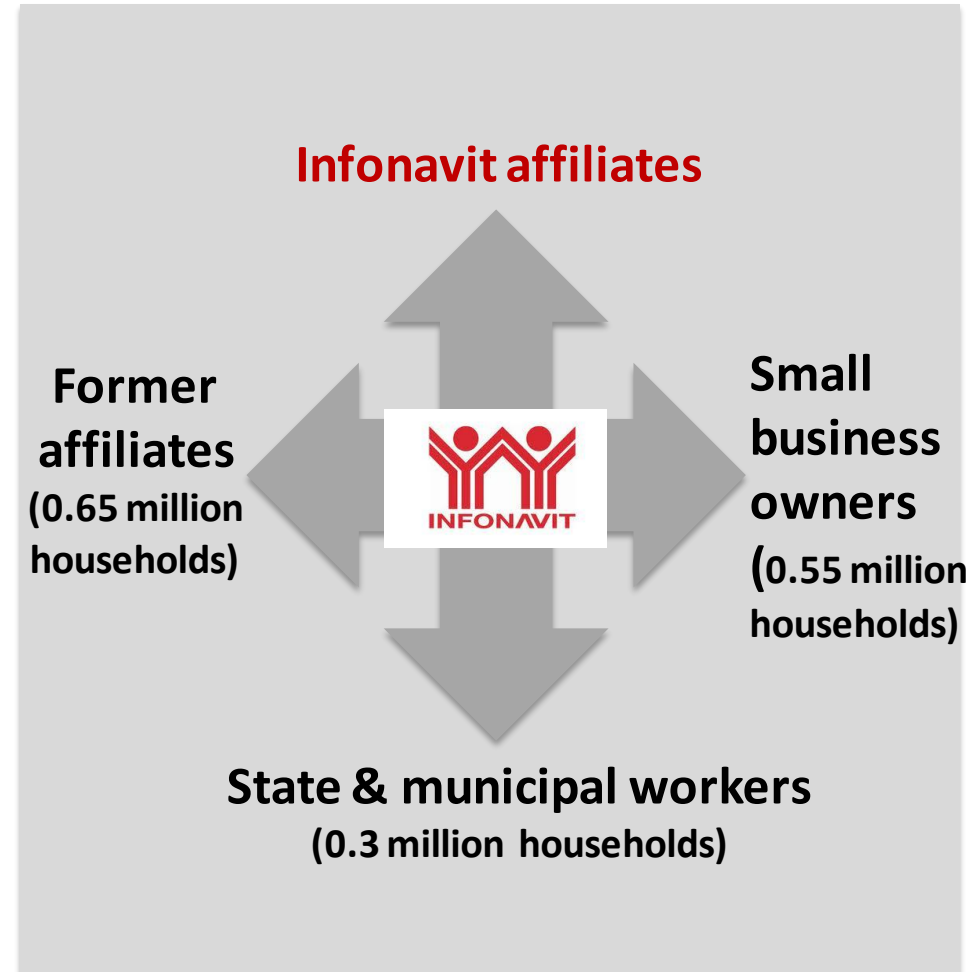 Infonavit affiliates
Former
affiliates
(0.65 million
households)
INFONAVIT
Small
business
owners
(0.55 million
households)
State & municipal workers
(0.3 million households)